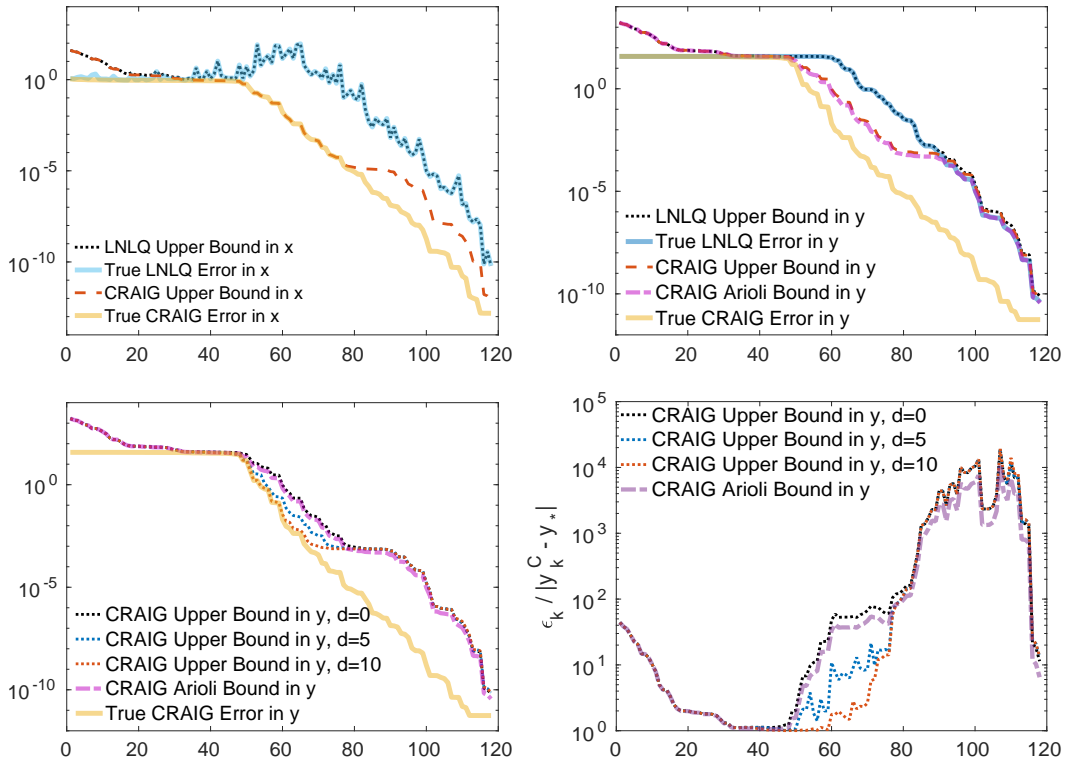 10^0
10^-5
10^-10
LNLQ Upper Bound in x
True LNLQ Error in x
CRAIG Upper Bound in x
True CRAIG Error in x
0 20 40 60 80 100 120
10^0
10^-5
10^-10
LNLQ Upper Bound in y
True LNLQ Error in y
CRAIG Upper Bound in y
CRAIG Arioli Bound in y
True CRAIG Error in y
0 20 40 60 80 100 120
10^0
10^-5
10^-10
CRAIG Upper Bound in y, d=0
CRAIG Upper Bound in y, d=5
CRAIG Upper Bound in y, d=10
CRAIG Arioli Bound in y
True CRAIG Error in y
0 20 40 60 80 100 120
ϵ_k / |y_k^C - y_*|
10^5
10^4
10^3
10^2
10^1
10^0
CRAIG Upper Bound in y, d=0
CRAIG Upper Bound in y, d=5
CRAIG Upper Bound in y, d=10
CRAIG Arioli Bound in y
0 20 40 60 80 100 120